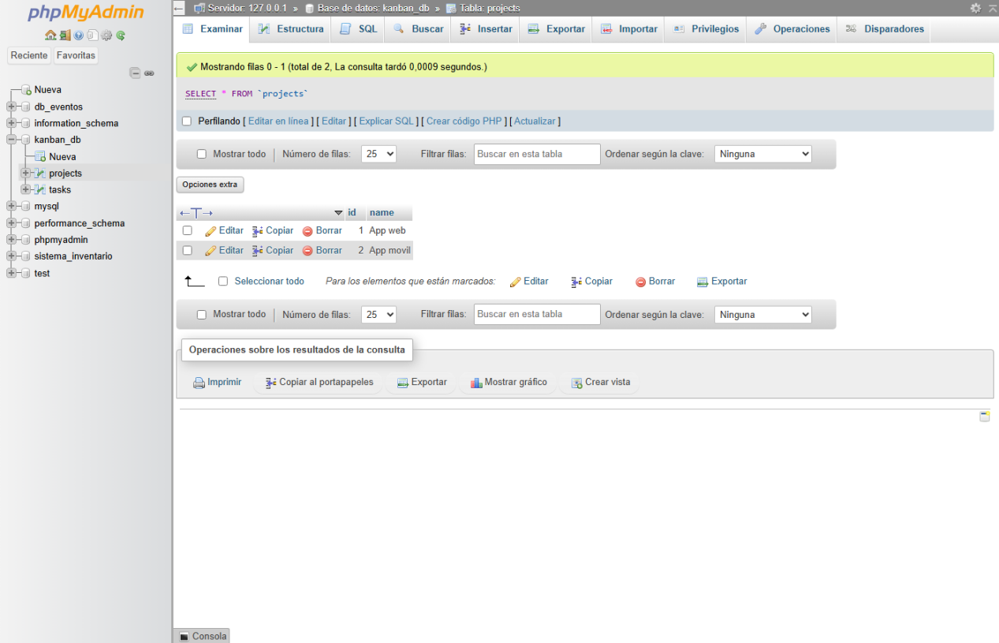 phpMyAdmin
Reciente Favoritas
Nueva
db_eventos
information_schema
kanban_db
Nueva
projects
tasks
mysql
performance_schema
phpmyadmin
sistema_inventario
test
Servidor: 127.0.0.1 » Base de datos: kanban_db » Tabla: projects
Examinar Estructura SQL Buscar Insertar Exportar Importar Privilegios Operaciones Disparadores
Mostrando filas 0 - 1 (total de 2, La consulta tardó 0,0009 segundos.)
SELECT * FROM `projects`
Perfilando [ Editar en línea ] [ Editar ] [ Explicar SQL ] [ Crear código PHP ] [ Actualizar ]
Mostrar todo Número de filas: 25 Filtrar filas: Buscar en esta tabla Ordenar según la clave: Ninguna
Opciones extra
←T→ id name
Editar Copiar Borrar 1 App web
Editar Copiar Borrar 2 App movil
Seleccionar todo Para los elementos que están marcados: Editar Copiar Borrar Exportar
Mostrar todo Número de filas: 25 Filtrar filas: Buscar en esta tabla Ordenar según la clave: Ninguna
Operaciones sobre los resultados de la consulta
Imprimir Copiar al portapapeles Exportar Mostrar gráfico Crear vista
Consola